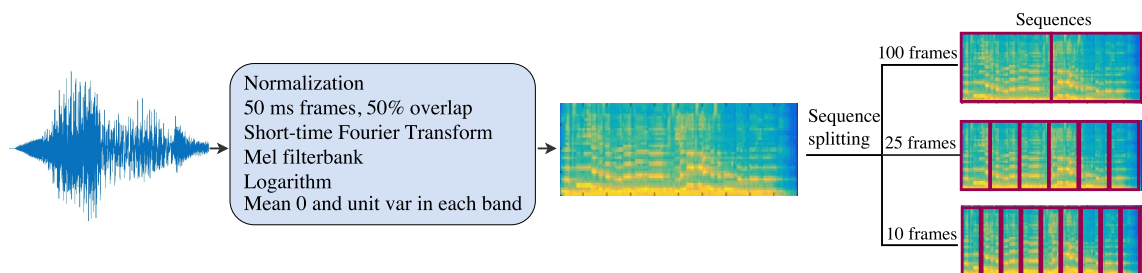 Normalization
50 ms frames, 50% overlap
Short-time Fourier Transform
Mel filterbank
Logarithm
Mean 0 and unit var in each band
Sequence
splitting
Sequences
100 frames
25 frames
10 frames